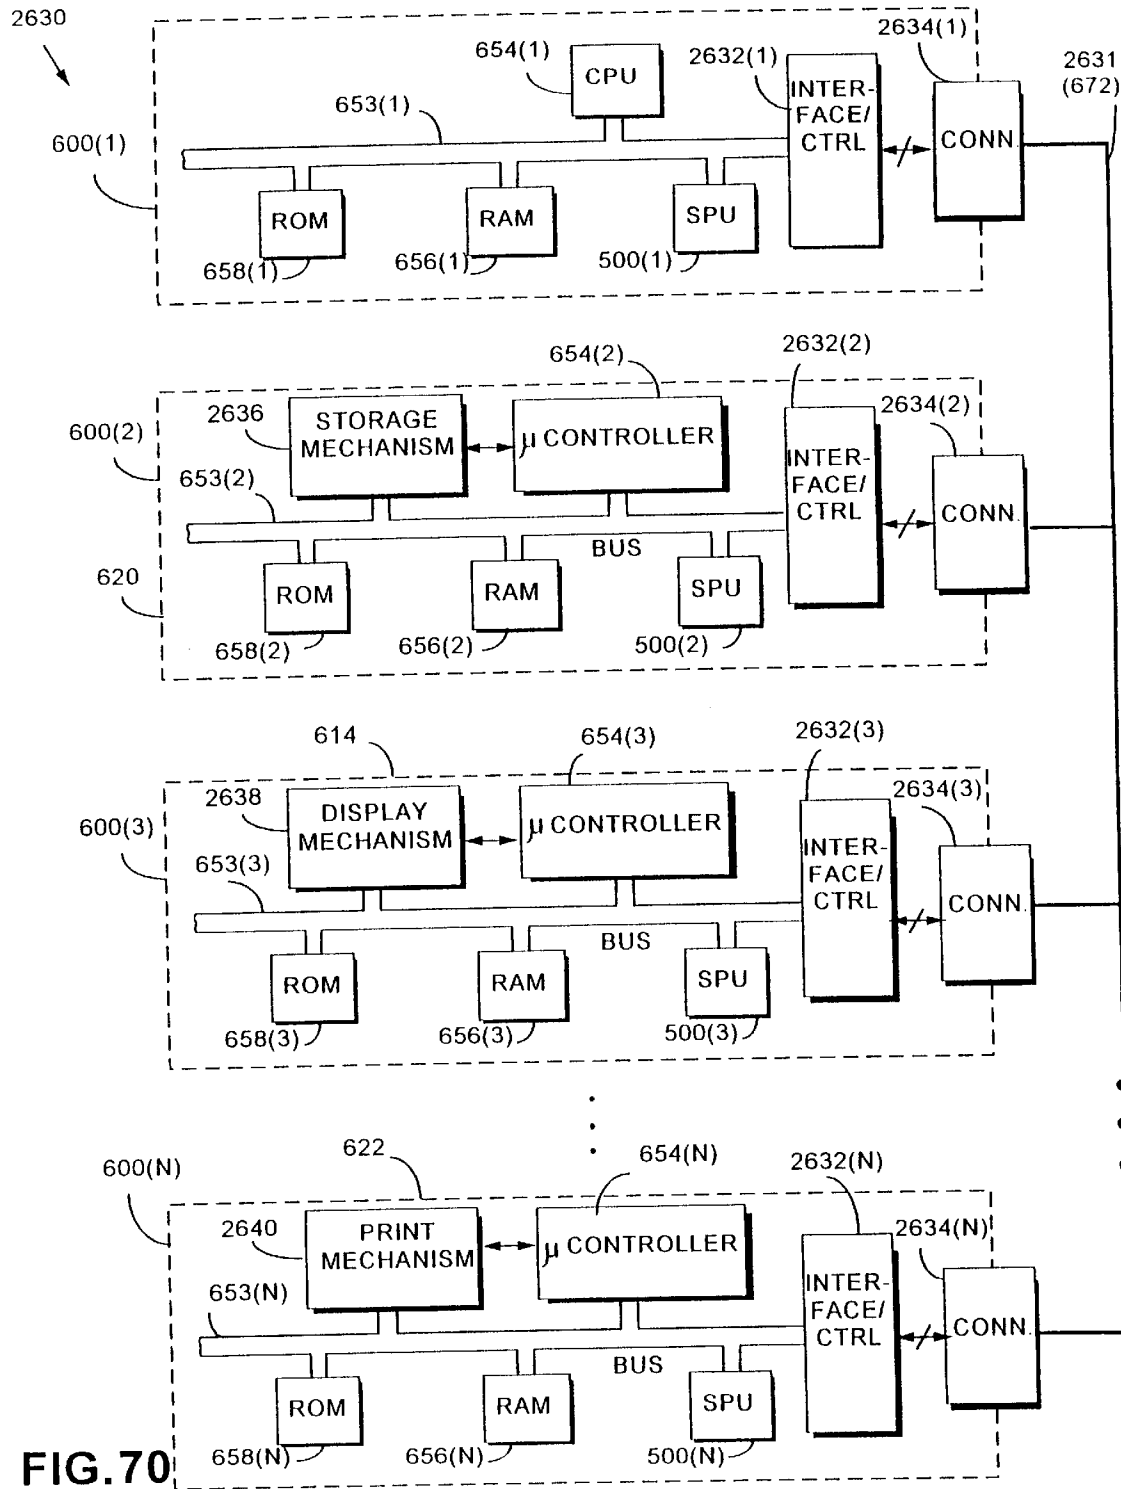 2630
2634(1)
654(1)
2632(1)
2631
(672)
CPU
INTER-
FACE/
CTRL
653(1)
600(1)
CONN.
ROM
RAM
SPU
658(1)
656(1)
500(1)
654(2)
2632(2)
2636
STORAGE
MECHANISM
μ CONTROLLER
2634(2)
600(2)
INTER-
FACE/
CTRL
653(2)
CONN.
BUS
620
ROM
RAM
SPU
658(2)
656(2)
500(2)
614
654(3)
2632(3)
2638
DISPLAY
MECHANISM
μ CONTROLLER
2634(3)
600(3)
INTER-
FACE/
CTRL
653(3)
CONN.
BUS
ROM
RAM
SPU
658(3)
656(3)
500(3)
622
654(N)
2632(N)
600(N)
2640
PRINT
MECHANISM
μ CONTROLLER
2634(N)
INTER-
FACE/
CTRL
653(N)
CONN.
BUS
ROM
RAM
SPU
658(N)
656(N)
500(N)
FIG.70